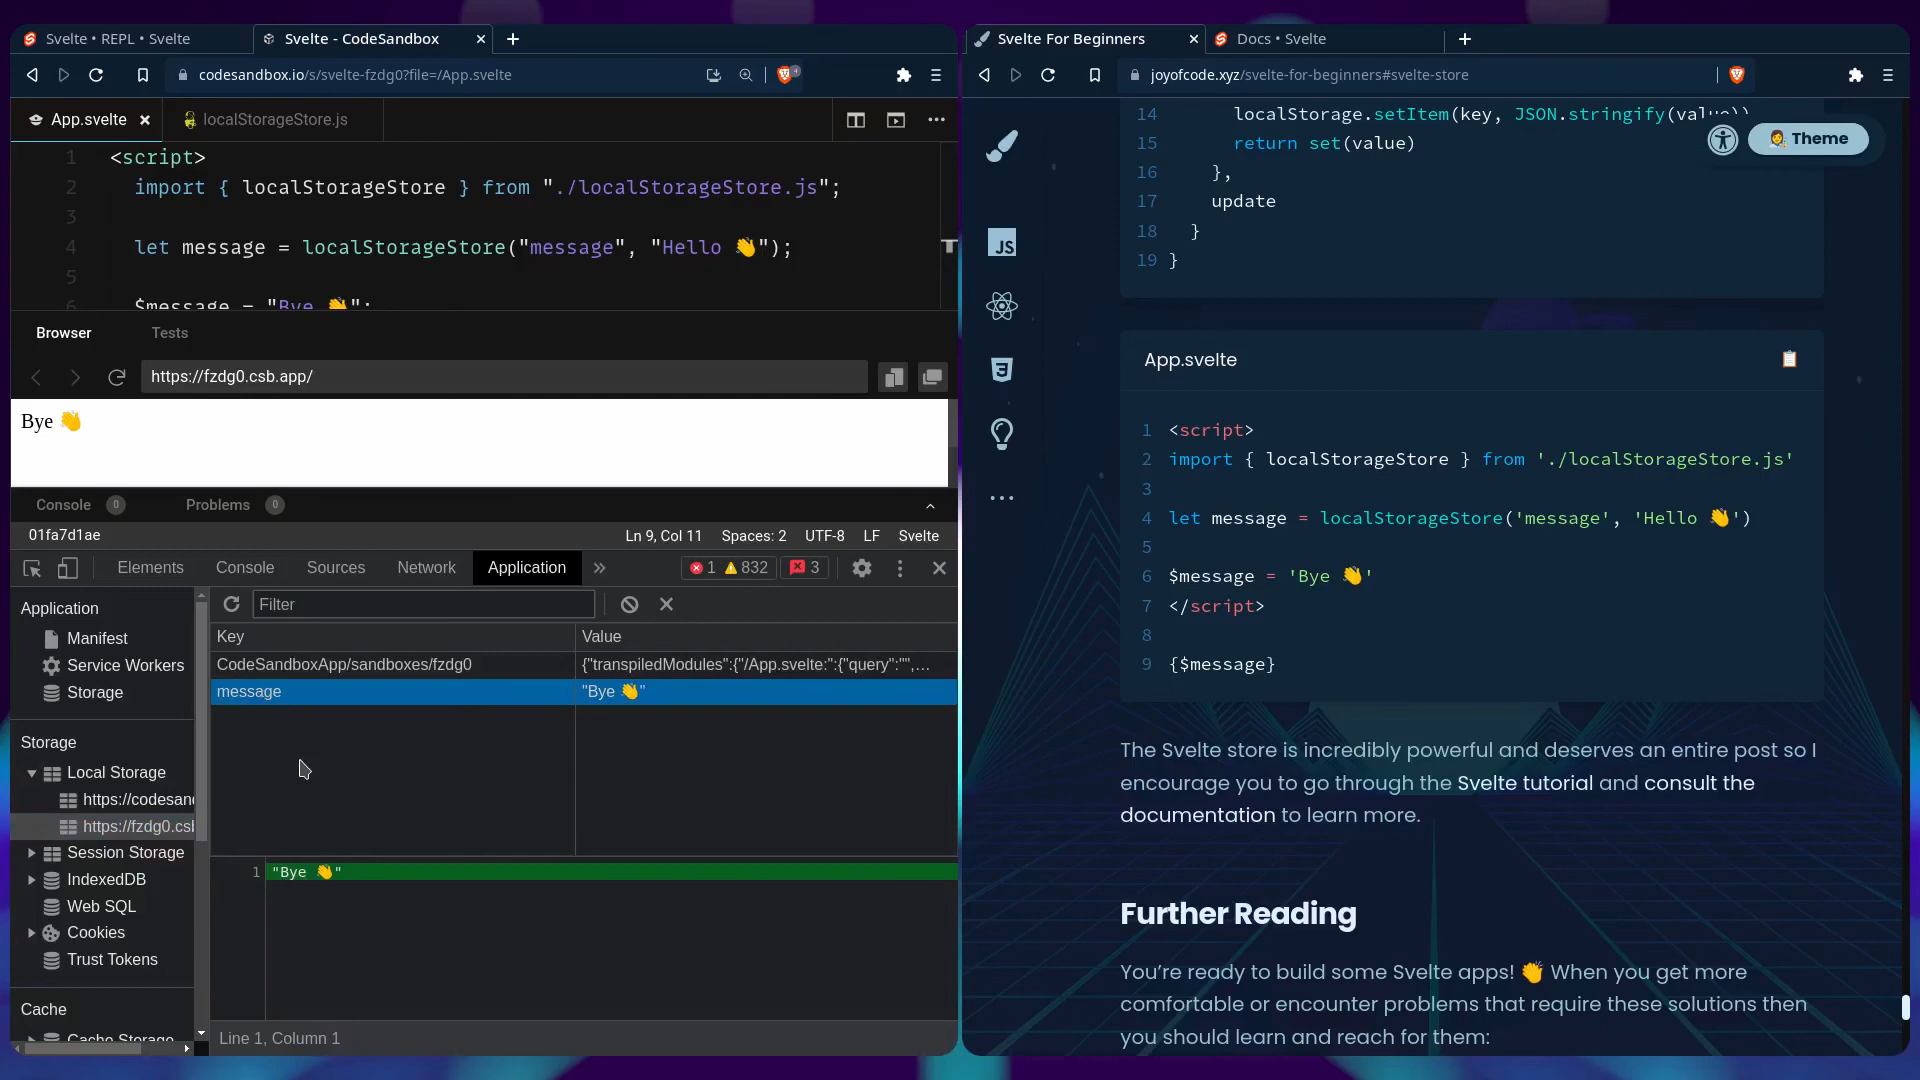 Svelte • REPL • Svelte
Svelte - CodeSandbox
codesandbox.io/s/svelte-fzdg0?file=/App.svelte
4
App.svelte
localStorageStore.js
1 <script>
2 import { localStorageStore } from "./localStorageStore.js";
3
4 let message = localStorageStore("message", "Hello 👋");
5
6 $message = "Bye 👋";
Browser
Tests
https://fzdg0.csb.app/
Bye 👋
Console 0
Problems 0
01fa7d1ae
Ln 9, Col 11
Spaces: 2
UTF-8
LF
Svelte
Elements
Console
Sources
Network
Application
1
832
3
Application
Manifest
Service Workers
Storage
Storage
Local Storage
https://codesand
https://fzdg0.csb
Session Storage
IndexedDB
Web SQL
Cookies
Trust Tokens
Cache
Cache Storage
Filter
Key
Value
CodeSandboxApp/sandboxes/fzdg0
{"transpiledModules":{"/App.svelte:":{"query":"",…
message
"Bye 👋"
1 "Bye 👋"
Line 1, Column 1
Svelte For Beginners
Docs • Svelte
joyofcode.xyz/svelte-for-beginners#svelte-store
JS
Theme
14 localStorage.setItem(key, JSON.stringify(value))
15 return set(value)
16 },
17 update
18 }
19 }
App.svelte
1 <script>
2 import { localStorageStore } from './localStorageStore.js'
3
4 let message = localStorageStore('message', 'Hello 👋')
5
6 $message = 'Bye 👋'
7 </script>
8
9 {$message}
The Svelte store is incredibly powerful and deserves an entire post so I
encourage you to go through the Svelte tutorial and consult the
documentation to learn more.
Further Reading
You’re ready to build some Svelte apps! 👏 When you get more
comfortable or encounter problems that require these solutions then
you should learn and reach for them: